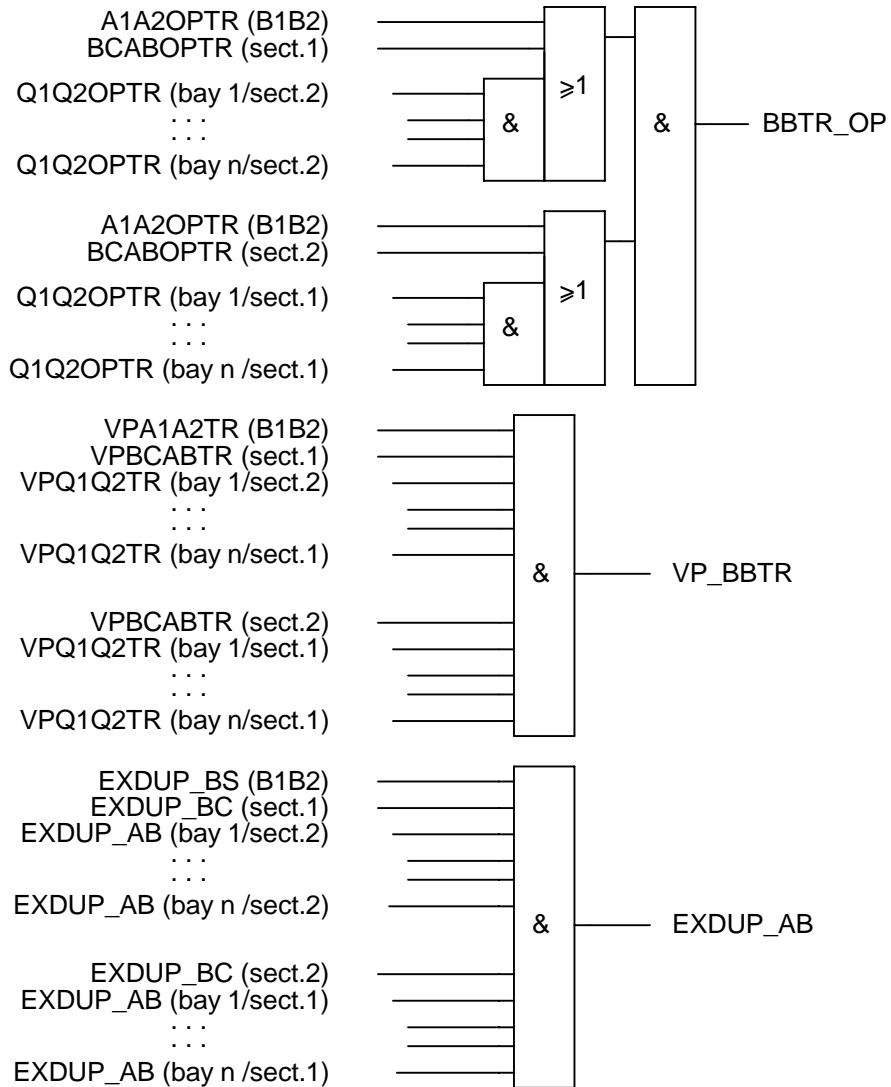 A1A2OPTR (B1B2)
BCABOPTR (sect.1)
Q1Q2OPTR (bay 1/sect.2)
. . .
. . .
Q1Q2OPTR (bay n/sect.2)
&
≥1
&
BBTR_OP
A1A2OPTR (B1B2)
BCABOPTR (sect.2)
Q1Q2OPTR (bay 1/sect.1)
. . .
. . .
Q1Q2OPTR (bay n /sect.1)
&
≥1
VPA1A2TR (B1B2)
VPBCABTR (sect.1)
VPQ1Q2TR (bay 1/sect.2)
. . .
. . .
VPQ1Q2TR (bay n/sect.1)
&
VP_BBTR
VPBCABTR (sect.2)
VPQ1Q2TR (bay 1/sect.1)
. . .
. . .
VPQ1Q2TR (bay n/sect.1)
EXDUP_BS (B1B2)
EXDUP_BC (sect.1)
EXDUP_AB (bay 1/sect.2)
. . .
. . .
EXDUP_AB (bay n /sect.2)
&
EXDUP_AB
EXDUP_BC (sect.2)
EXDUP_AB (bay 1/sect.1)
. . .
. . .
EXDUP_AB (bay n /sect.1)